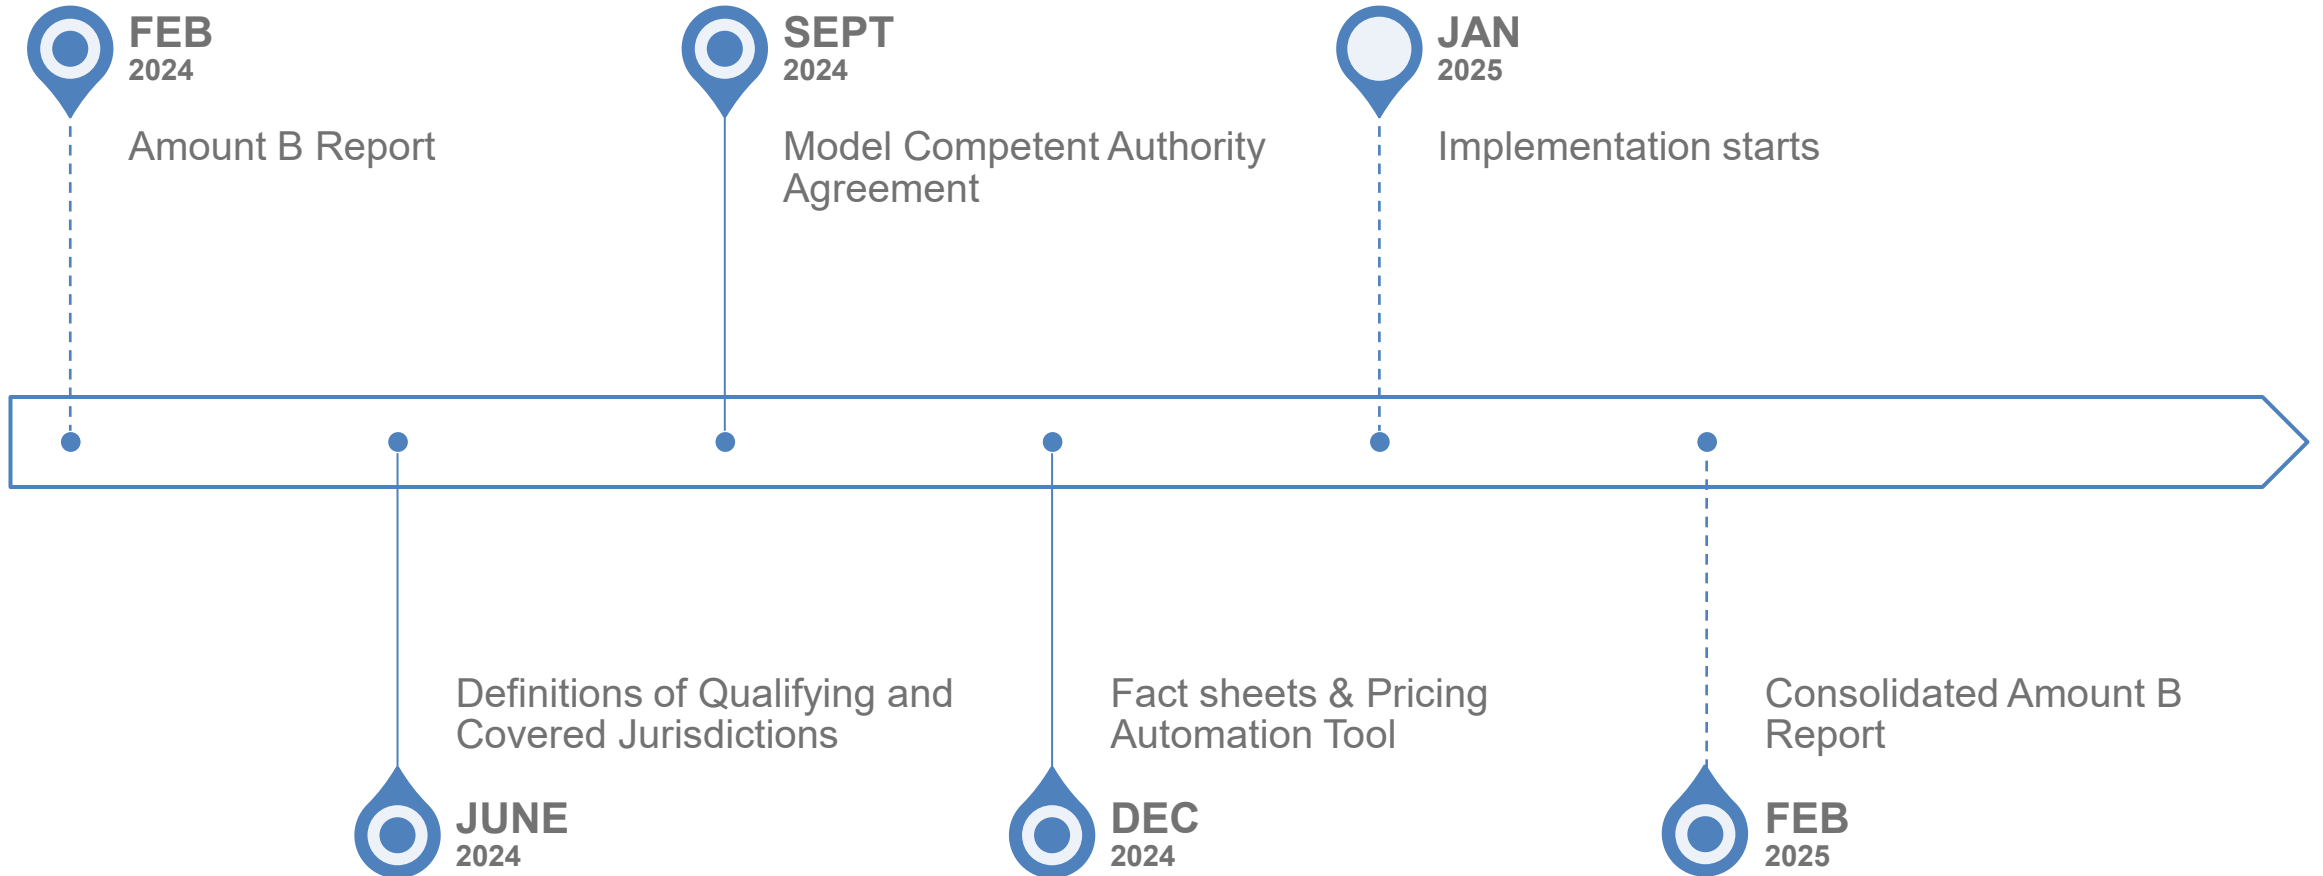 FEB
2024
Amount B Report
SEPT
2024
Model Competent Authority
Agreement
JAN
2025
Implementation starts
Definitions of Qualifying and
Covered Jurisdictions
JUNE
2024
Fact sheets & Pricing
Automation Tool
DEC
2024
Consolidated Amount B
Report
FEB
2025